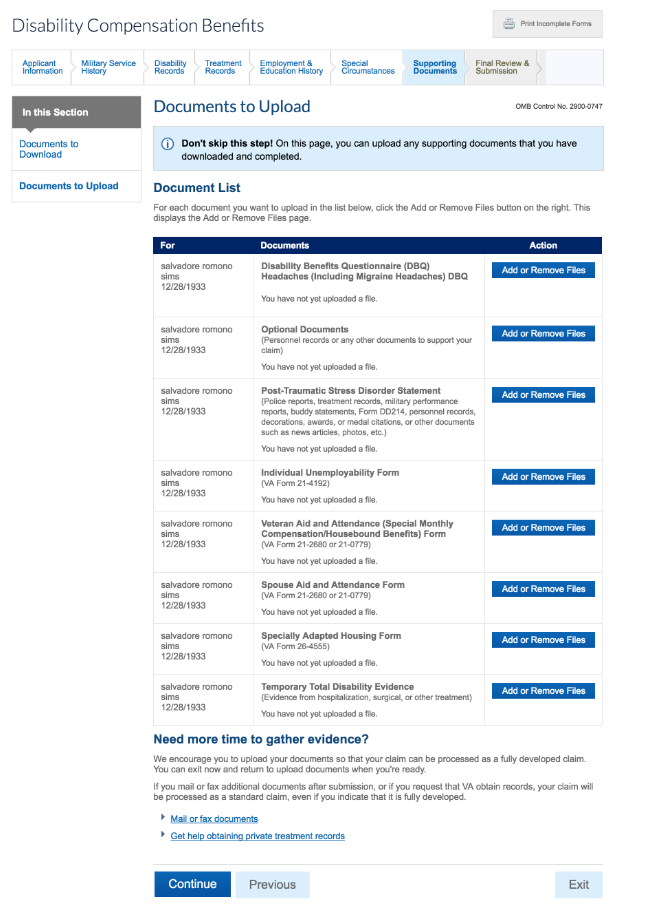 Disability Compensation Benefits
Print Incomplete Forms
Applicant
Information
Military Service
History
Disability
Records
Treatment
Records
Employment &
Education History
Special
Circumstances
Supporting
Documents
Final Review &
Submission
In this Section
Documents to
Download
Documents to Upload
Documents to Upload
OMB Control No. 2900-0747
Don't skip this step! On this page, you can upload any supporting documents that you have
downloaded and completed.
Document List
For each document you want to upload in the list below, click the Add or Remove Files button on the right. This
displays the Add or Remove Files page.
For
Documents
Action
salvadore romono
sims
12/28/1933
Disability Benefits Questionnaire (DBQ)
Headaches (Including Migraine Headaches) DBQ
You have not yet uploaded a file.
Add or Remove Files
salvadore romono
sims
12/28/1933
Optional Documents
(Personnel records or any other documents to support your
claim)
You have not yet uploaded a file.
Add or Remove Files
salvadore romono
sims
12/28/1933
Post-Traumatic Stress Disorder Statement
(Police reports, treatment records, military performance
reports, buddy statements, Form DD214, personnel records,
decorations, awards, or medal citations, or other documents
such as news articles, photos, etc.)
You have not yet uploaded a file.
Add or Remove Files
salvadore romono
sims
12/28/1933
Individual Unemployability Form
(VA Form 21-4192)
You have not yet uploaded a file.
Add or Remove Files
salvadore romono
sims
12/28/1933
Veteran Aid and Attendance (Special Monthly
Compensation/Housebound Benefits) Form
(VA Form 21-2680 or 21-0779)
You have not yet uploaded a file.
Add or Remove Files
salvadore romono
sims
12/28/1933
Spouse Aid and Attendance Form
(VA Form 21-2680 or 21-0779)
You have not yet uploaded a file.
Add or Remove Files
salvadore romono
sims
12/28/1933
Specially Adapted Housing Form
(VA Form 26-4555)
You have not yet uploaded a file.
Add or Remove Files
salvadore romono
sims
12/28/1933
Temporary Total Disability Evidence
(Evidence from hospitalization, surgical, or other treatment)
You have not yet uploaded a file.
Add or Remove Files
Need more time to gather evidence?
We encourage you to upload your documents so that your claim can be processed as a fully developed claim.
You can exit now and return to upload documents when you're ready.
If you mail or fax additional documents after submission, or if you request that VA obtain records, your claim will
be processed as a standard claim, even if you indicate that it is fully developed.
Mail or fax documents
Get help obtaining private treatment records
Continue
Previous
Exit